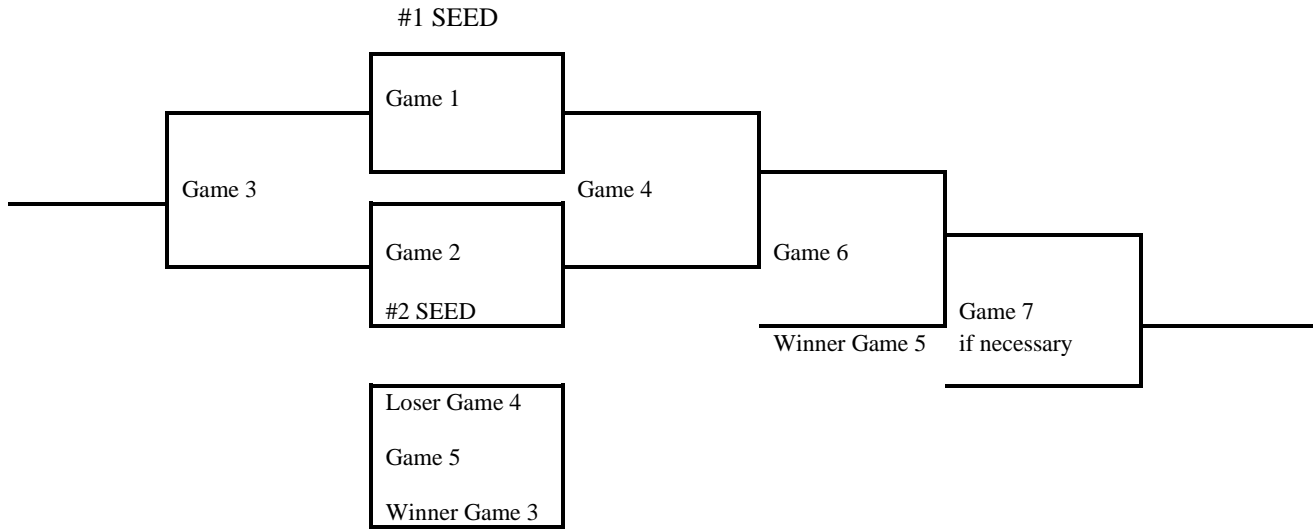 #1 SEED
Game 1
Game 3
Game 4
Game 2
Game 6
#2 SEED
Game 7
if necessary
Winner Game 5
Loser Game 4
Game 5
Winner Game 3